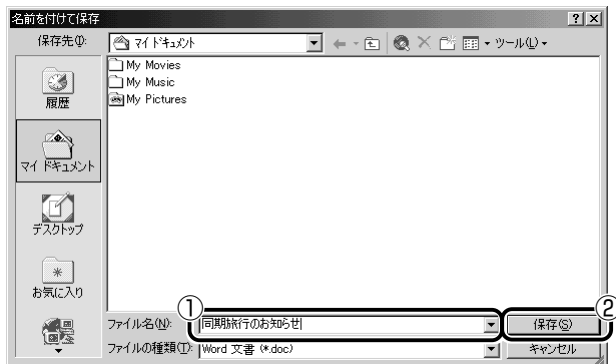 名前を付けて保存
保存先(I): マイ ドキュメント ツール(L)
My Movies
My Music
My Pictures
履歴
マイ ドキュメント
デスクトップ
お気に入り
① ②
ファイル名(N): 同期旅行のお知らせ 保存(S)
ファイルの種類(T): Word 文書 (*.doc) キャンセル